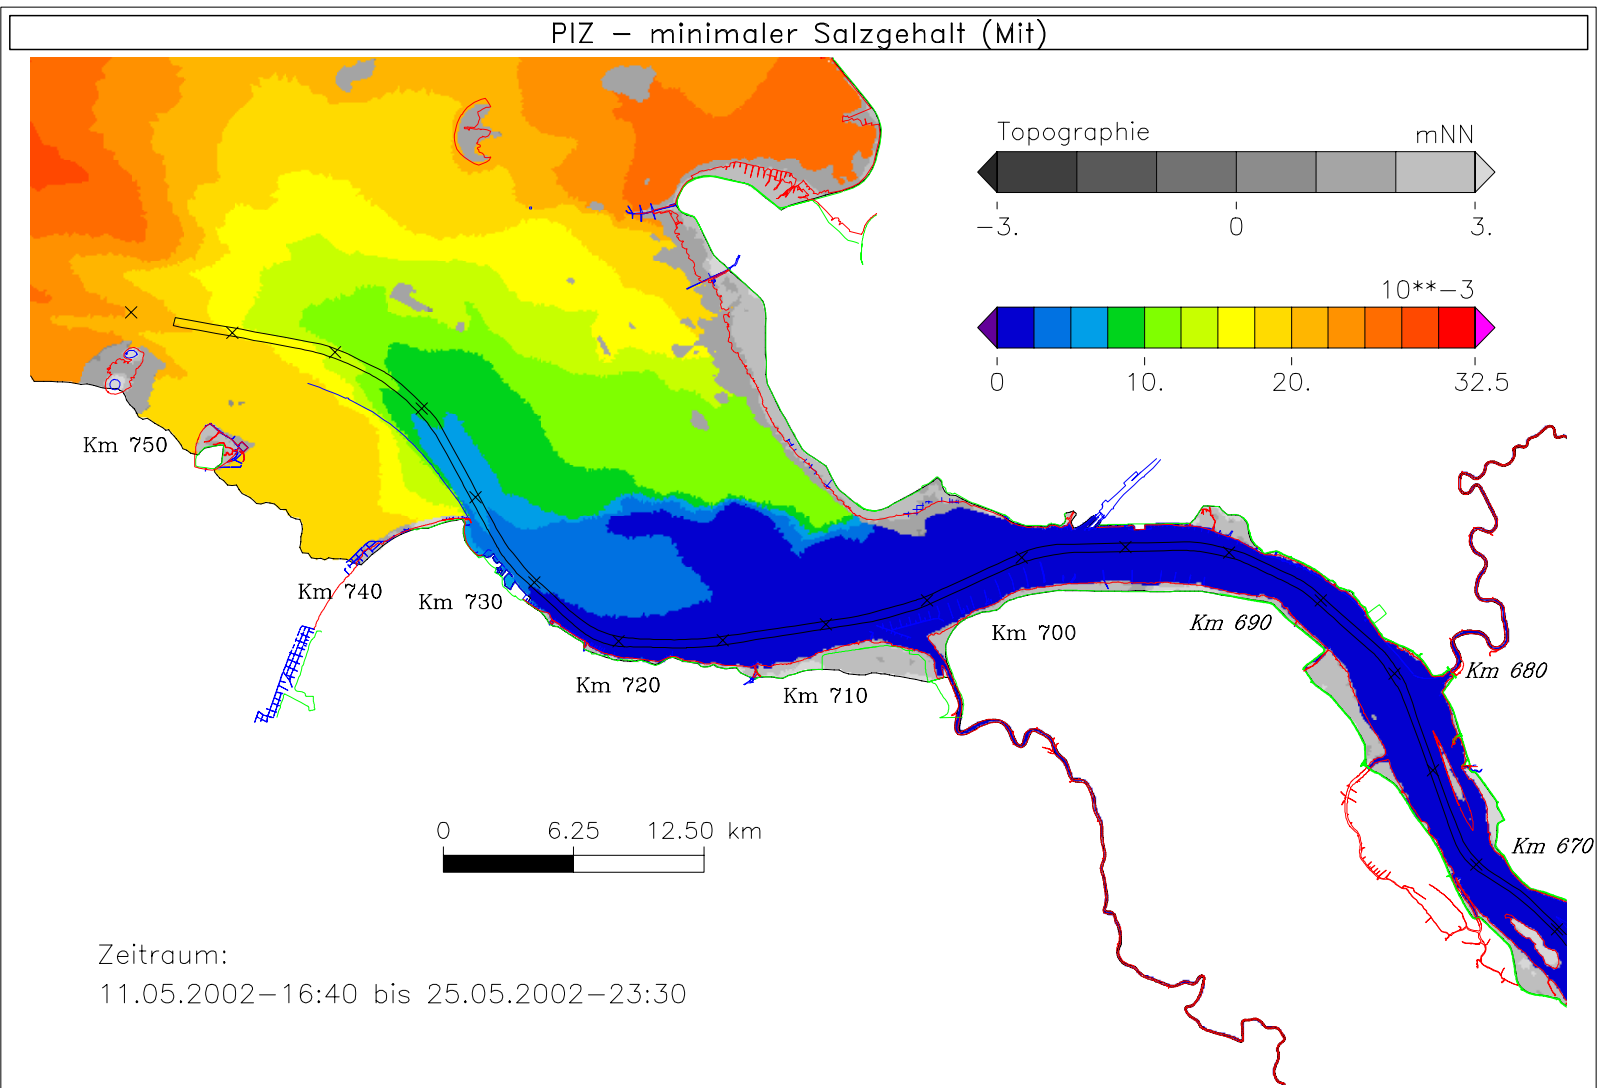 PIZ – minimaler Salzgehalt (Mit)
Topographie mNN
–3. 0 3.
10**–3
0 10. 20. 32.5
Km 750
Km 740
Km 730
Km 720
Km 710
Km 700
Km 690
Km 680
Km 670
0 6.25 12.50 km
Zeitraum:
11.05.2002–16:40 bis 25.05.2002–23:30